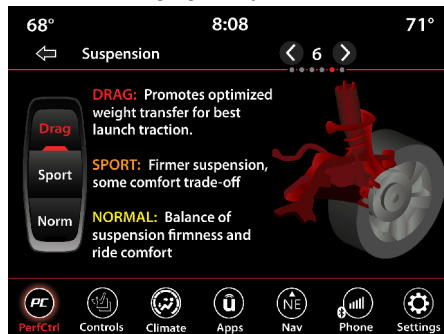 68° 8:08 71°
Suspension 6
DRAG: Promotes optimized
weight transfer for best
launch traction.
Drag
Sport
Norm
SPORT: Firmer suspension,
some comfort trade-off
NORMAL: Balance of
suspension firmness and
ride comfort
PC
û
NE
PerfCtrl Controls Climate Apps Nav Phone Settings